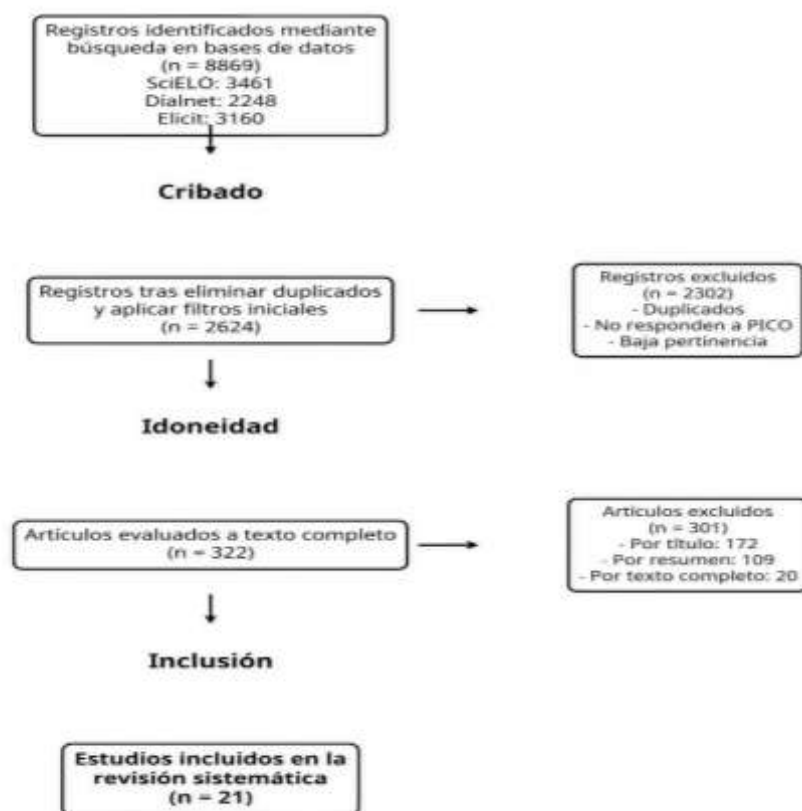 Registros identificados mediante
búsqueda en bases de datos
(n = 8869)
SciELO: 3461
Dialnet: 2248
Elicit: 3160
Cribado
Registros tras eliminar duplicados
y aplicar filtros iniciales
(n = 2624)
Registros excluidos
(n = 2302)
- Duplicados
- No responden a PICO
- Baja pertinencia
Idoneidad
Artículos evaluados a texto completo
(n = 322)
Artículos excluidos
(n = 301)
- Por título: 172
- Por resumen: 109
- Por texto completo: 20
Inclusión
Estudios incluidos en la
revisión sistemática
(n = 21)